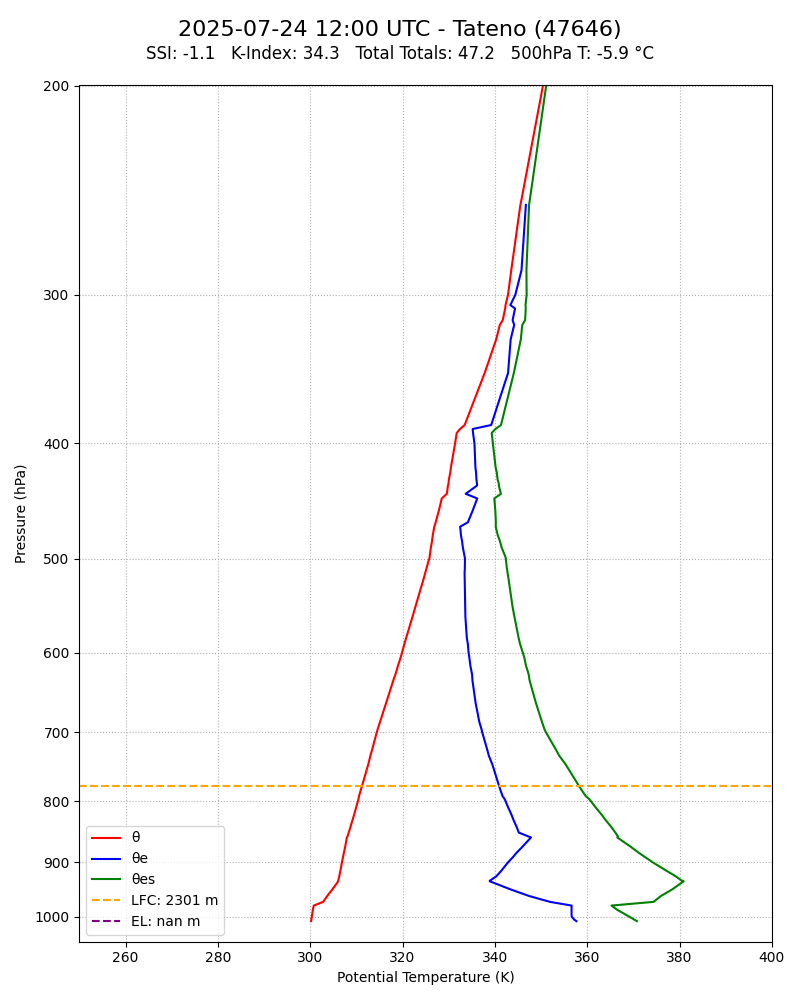 2025-07-24 12:00 UTC - Tateno (47646)
SSI: -1.1   K-Index: 34.3   Total Totals: 47.2   500hPa T: -5.9 °C
200
300
400
500
600
700
800
900
1000
Pressure (hPa)
θ
θe
θes
LFC: 2301 m
EL: nan m
260 280 300 320 340 360 380 400
Potential Temperature (K)